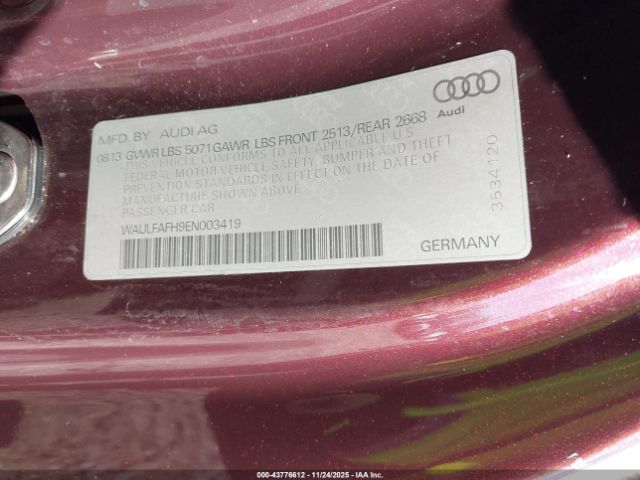 MFD. BY AUDI AG
Audi
0813 GVWR LBS 5071 GAWR LBS FRONT 2513/REAR 2668
THIS VEHICLE CONFORMS TO ALL APPLICABLE U.S.
FEDERAL MOTOR VEHICLE SAFETY, BUMPER AND THEFT
PREVENTION STANDARDS IN EFFECT ON THE DATE OF
MANUFACTURE SHOWN ABOVE.
PASSENGER CAR
WAULFAFH9EN003419
GERMANY
3534120
000-43776612 - 11/24/2025 - IAAI.com